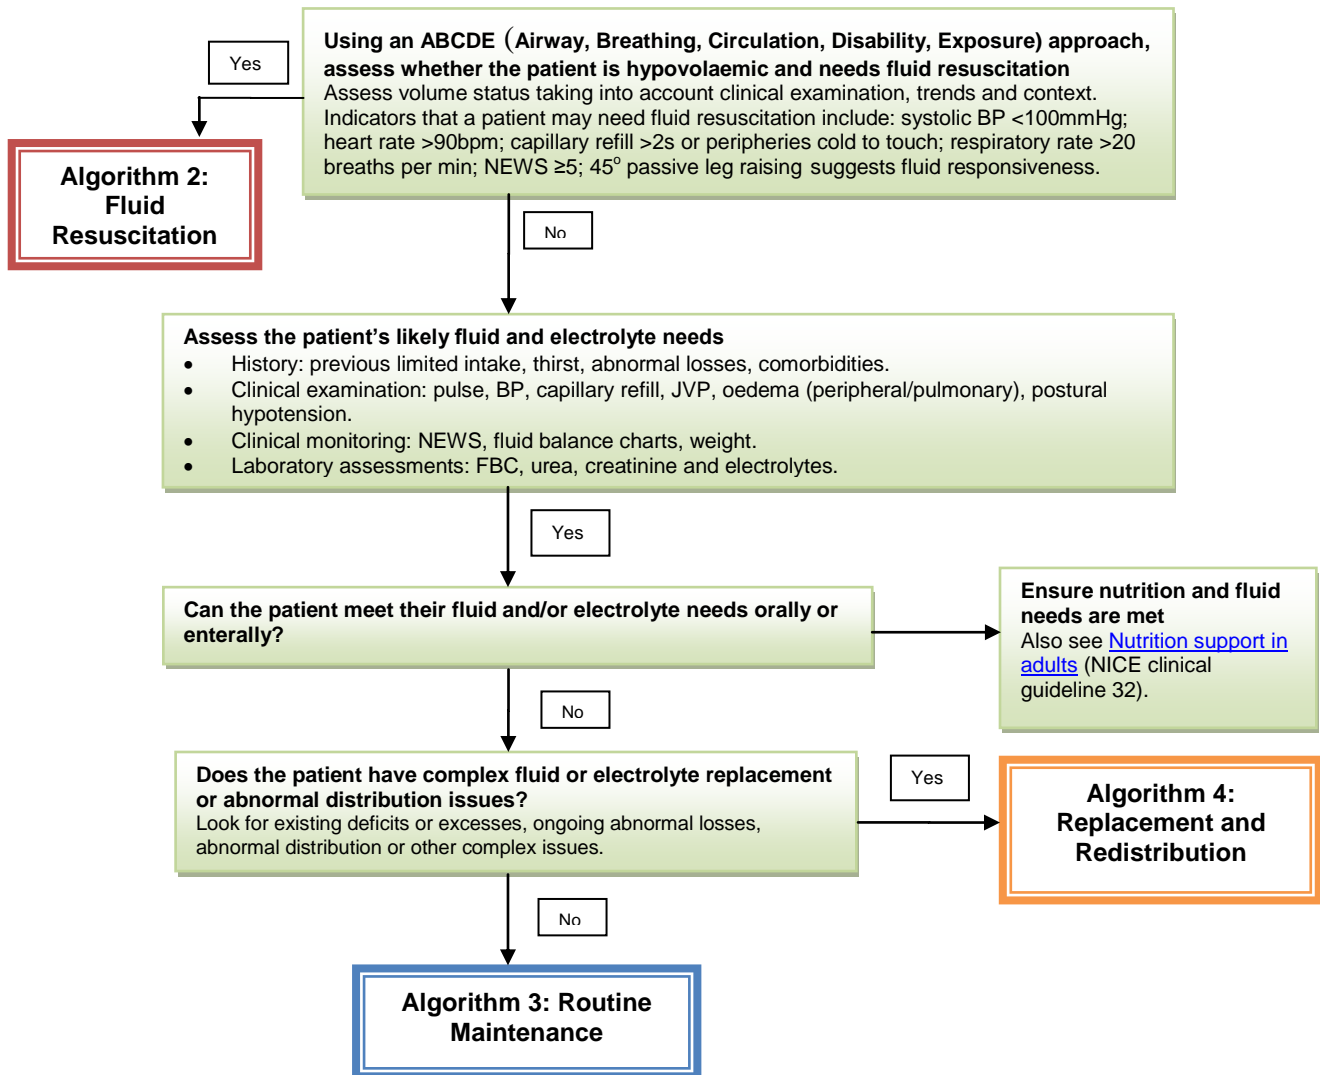 Using an ABCDE (Airway, Breathing, Circulation, Disability, Exposure) approach,
assess whether the patient is hypovolaemic and needs fluid resuscitation
Assess volume status taking into account clinical examination, trends and context.
Indicators that a patient may need fluid resuscitation include: systolic BP <100mmHg;
heart rate >90bpm; capillary refill >2s or peripheries cold to touch; respiratory rate >20
breaths per min; NEWS ≥5; 45° passive leg raising suggests fluid responsiveness.
Yes
Algorithm 2:
Fluid
Resuscitation
No
Assess the patient’s likely fluid and electrolyte needs
• History: previous limited intake, thirst, abnormal losses, comorbidities.
• Clinical examination: pulse, BP, capillary refill, JVP, oedema (peripheral/pulmonary), postural
hypotension.
• Clinical monitoring: NEWS, fluid balance charts, weight.
• Laboratory assessments: FBC, urea, creatinine and electrolytes.
Yes
Can the patient meet their fluid and/or electrolyte needs orally or
enterally?
Ensure nutrition and fluid
needs are met
Also see Nutrition support in
adults (NICE clinical
guideline 32).
No
Does the patient have complex fluid or electrolyte replacement
or abnormal distribution issues?
Look for existing deficits or excesses, ongoing abnormal losses,
abnormal distribution or other complex issues.
Yes
Algorithm 4:
Replacement and
Redistribution
No
Algorithm 3: Routine
Maintenance